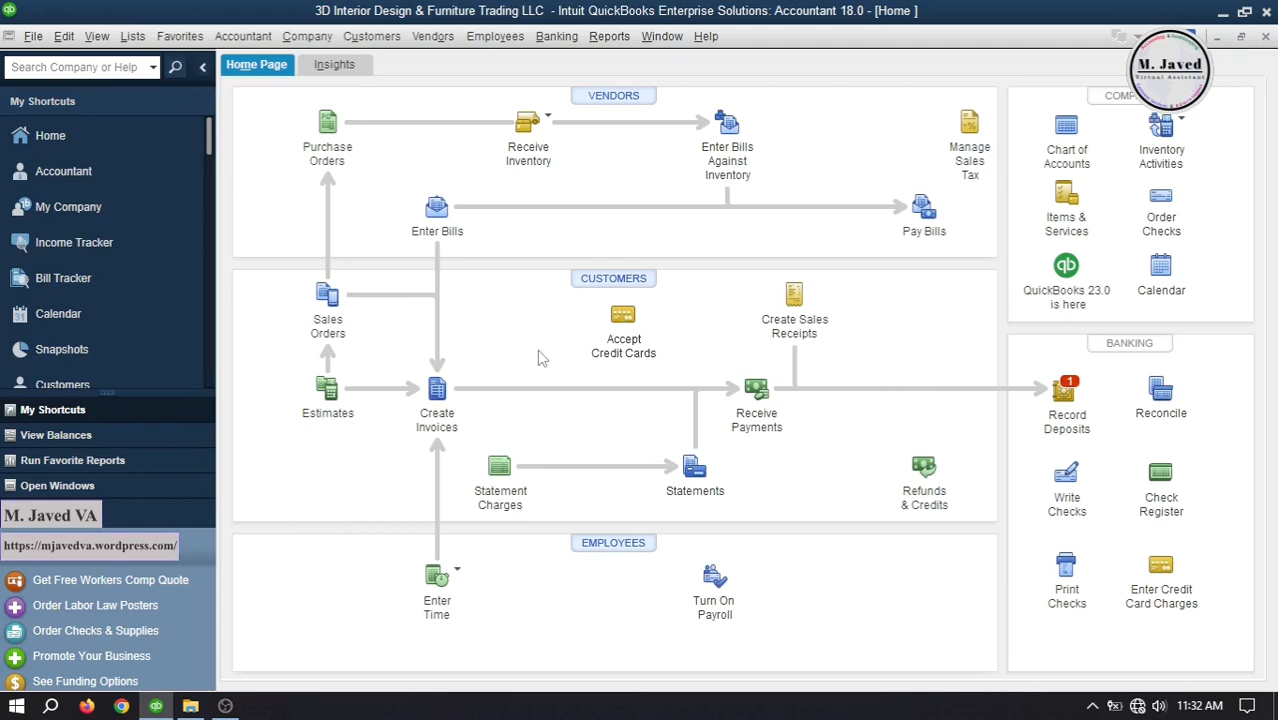 3D Interior Design & Furniture Trading LLC - Intuit QuickBooks Enterprise Solutions: Accountant 18.0 - [Home ]
File Edit View Lists Favorites Accountant Company Customers Vendors Employees Banking Reports Window Help
Search Company or Help
Home Page Insights
M. Javed
Virtual Assistant
My Shortcuts
Home
Accountant
My Company
Income Tracker
Bill Tracker
Calendar
Snapshots
Customers
My Shortcuts
View Balances
Run Favorite Reports
Open Windows
M. Javed VA
https://mjavedva.wordpress.com/
Get Free Workers Comp Quote
Order Labor Law Posters
Order Checks & Supplies
Promote Your Business
See Funding Options
VENDORS
Purchase
Orders
Receive
Inventory
Enter Bills
Against
Inventory
Manage
Sales
Tax
Enter Bills
Pay Bills
CUSTOMERS
Sales
Orders
Accept
Credit Cards
Create Sales
Receipts
Estimates
Create
Invoices
Receive
Payments
Statement
Charges
Statements
Refunds
& Credits
EMPLOYEES
Enter
Time
Turn On
Payroll
Chart of
Accounts
Inventory
Activities
Items &
Services
Order
Checks
qb
QuickBooks 23.0
is here
Calendar
BANKING
1
Record
Deposits
Reconcile
Write
Checks
Check
Register
Print
Checks
Enter Credit
Card Charges
11:32 AM